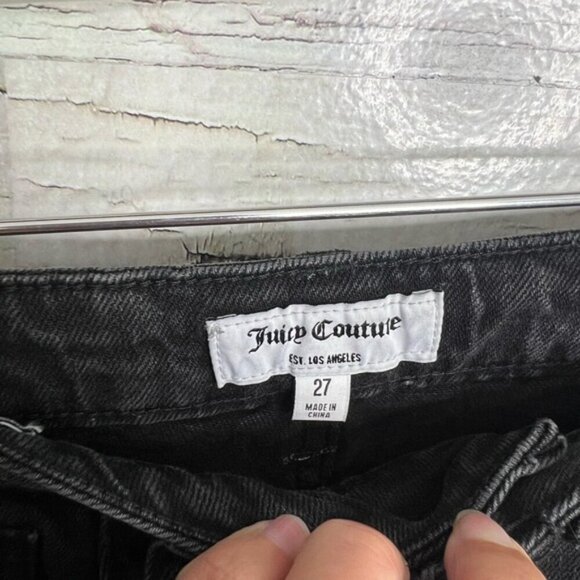 Juicy Couture
EST. LOS ANGELES
27
MADE IN
CHINA